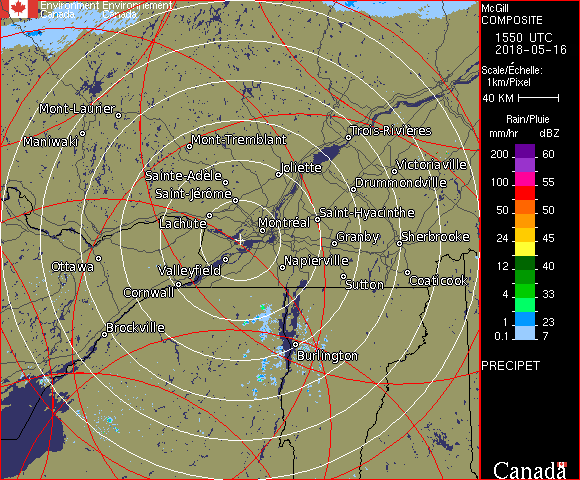 Environment Environnement
Canada Canada
McGill
COMPOSITE
1550 UTC
2018-05-16
Scale/Échelle:
1km/Pixel
40 KM
Rain/Pluie
mm/hr dBZ
200 60
100 55
50 50
24 45
12 40
4 33
1 23
0.1 7
PRECIPET
Mont-Laurier
Maniwaki
Mont-Tremblant
Trois-Rivières
Joliette
Victoriaville
Sainte-Adèle
Drummondville
Saint-Jérôme
Lachute
Montréal
Saint-Hyacinthe
Granby
Sherbrooke
Ottawa
Valleyfield
Napierville
Cornwall
Sutton
Coaticook
Brockville
Burlington
Canada